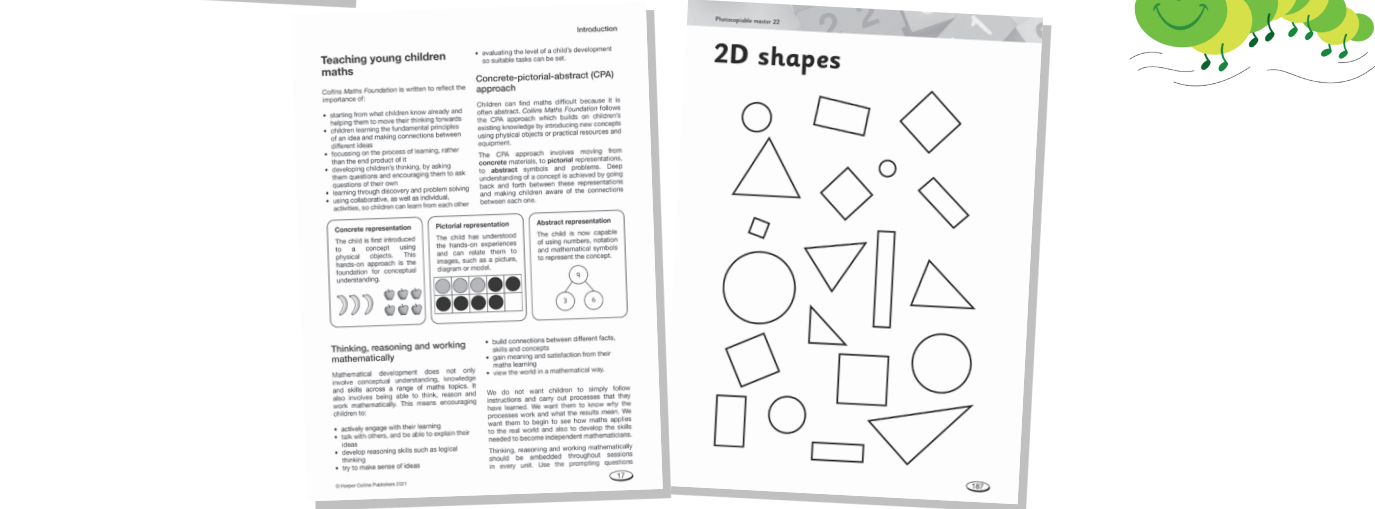 Introduction
Teaching young children
maths
Collins Maths Foundation is written to reflect the
importance of:
• starting from what children know already and
helping them to move their thinking forwards
• children learning the fundamental principles
of an idea and making connections between
different ideas
• focussing on the process of learning, rather
than the end product of it
• developing children's thinking, by asking
them questions and encouraging them to ask
questions of their own
• learning through discovery and problem solving
• using collaborative, as well as individual,
activities, so children can learn from each other
• evaluating the level of a child's development
so suitable tasks can be set.
Concrete-pictorial-abstract (CPA)
approach
Children can find maths difficult because it is
often abstract. Collins Maths Foundation follows
the CPA approach which builds on children's
existing knowledge by introducing new concepts
using physical objects or practical resources and
equipment.
The CPA approach involves moving from
concrete materials, to pictorial representations,
to abstract symbols and problems. Deep
understanding of a concept is achieved by going
back and forth between these representations
and making children aware of the connections
between each one.
Concrete representation
The child is first introduced
to a concept using
physical objects. This
hands-on approach is the
foundation for conceptual
understanding.
Pictorial representation
The child has understood
the hands-on experiences
and can relate them to
images, such as a picture,
diagram or model.
Abstract representation
The child is now capable
of using numbers, notation
and mathematical symbols
to represent the concept.
9
3 6
Thinking, reasoning and working
mathematically
Mathematical development does not only
involve conceptual understanding, knowledge
and skills across a range of maths topics. It
also involves being able to think, reason and
work mathematically. This means encouraging
children to:
• actively engage with their learning
• talk with others, and be able to explain their
ideas
• develop reasoning skills such as logical
thinking
• try to make sense of ideas
• build connections between different facts,
skills and concepts
• gain meaning and satisfaction from their
maths learning
• view the world in a mathematical way.
We do not want children to simply follow
instructions and carry out processes that they
have learned. We want them to know why the
processes work and what the results mean. We
want them to begin to see how maths applies
to the real world and also to develop the skills
needed to become independent mathematicians.
Thinking, reasoning and working mathematically
should be embedded throughout sessions
in every unit. Use the prompting questions
© Harper Collins Publishers 2021
17
Photocopiable master 22
2D shapes
187